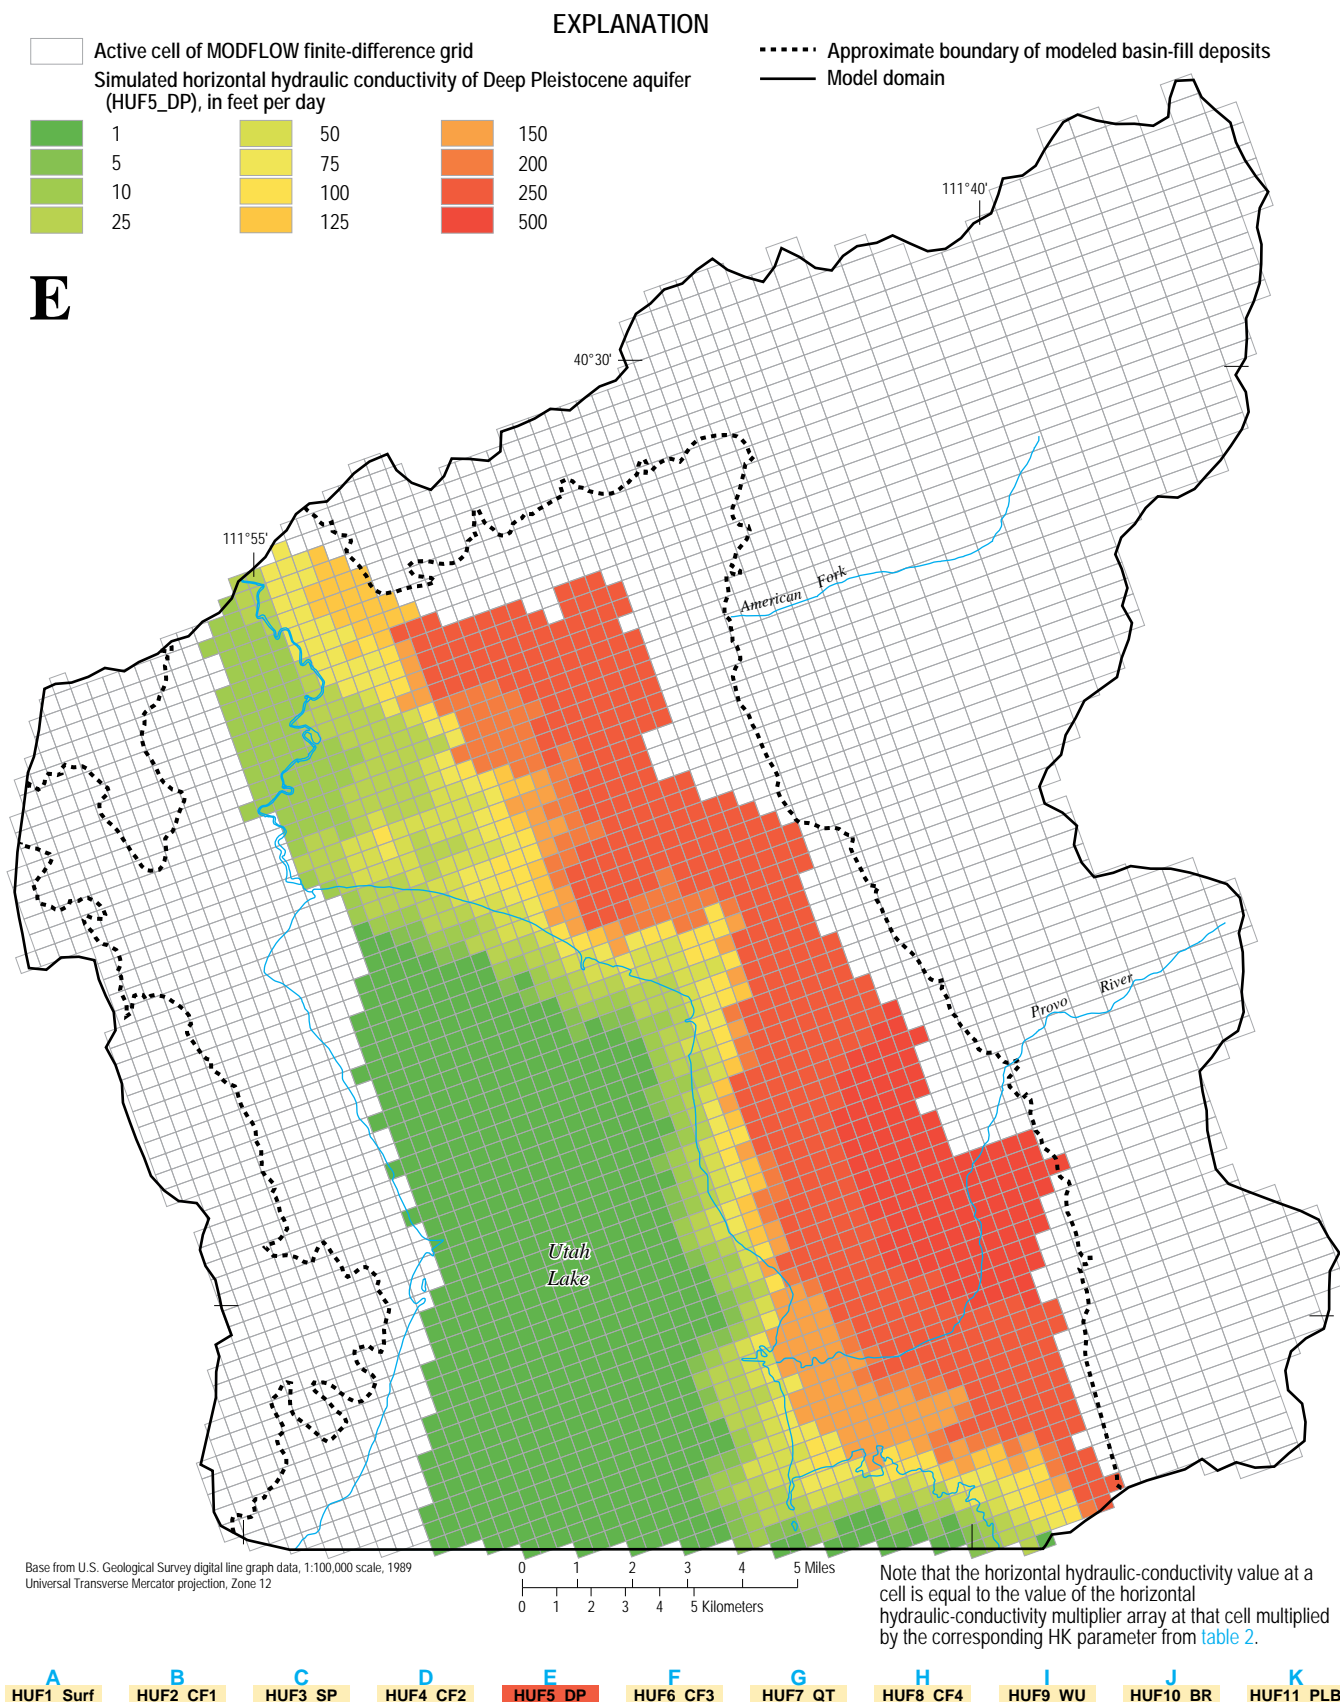 EXPLANATION
Active cell of MODFLOW finite-difference grid
Simulated horizontal hydraulic conductivity of Deep Pleistocene aquifer
(HUF5_DP), in feet per day
1
5
10
25
50
75
100
125
150
200
250
500
Approximate boundary of modeled basin-fill deposits
Model domain
E
111°40'
40°30'
111°55'
American Fork
Provo River
Utah
Lake
Base from U.S. Geological Survey digital line graph data, 1:100,000 scale, 1989
Universal Transverse Mercator projection, Zone 12
0 1 2 3 4 5 Miles
0 1 2 3 4 5 Kilometers
Note that the horizontal hydraulic-conductivity value at a
cell is equal to the value of the horizontal
hydraulic-conductivity multiplier array at that cell multiplied
by the corresponding HK parameter from table 2.
A B C D E F G H I J K
HUF1_Surf HUF2_CF1 HUF3_SP HUF4_CF2 HUF5_DP HUF6_CF3 HUF7_QT HUF8_CF4 HUF9_WU HUF10_BR